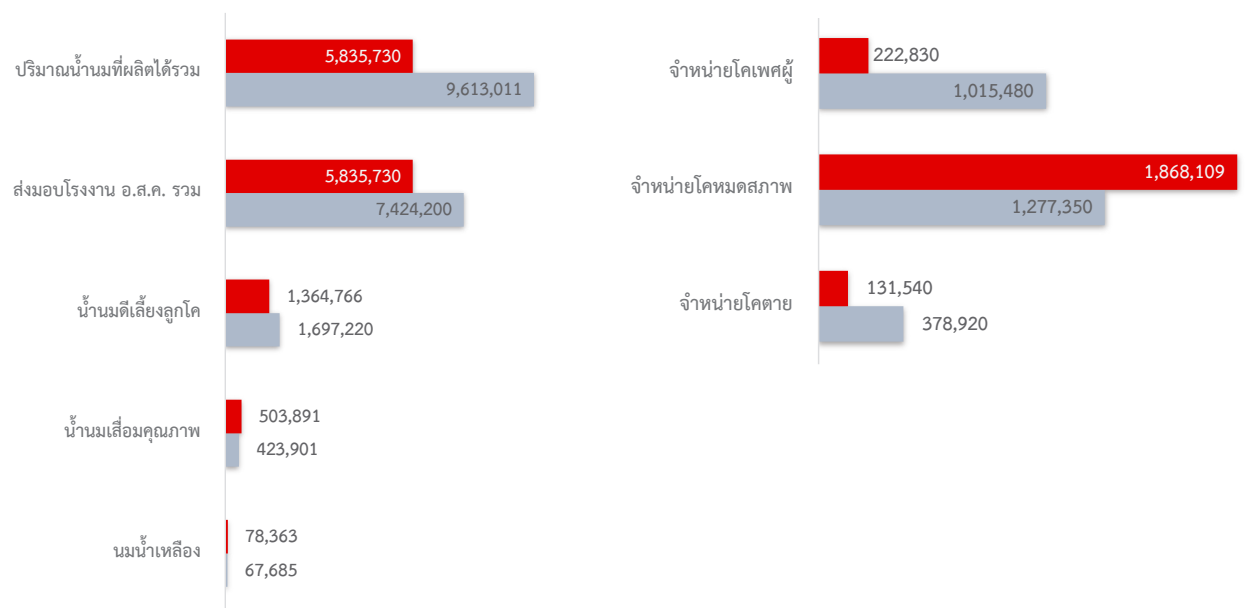 ปริมาณน้ำนมที่ผลิตได้รวม
5,835,730
9,613,011
ส่งมอบโรงงาน อ.ส.ค. รวม
5,835,730
7,424,200
น้ำนมดีเลี้ยงลูกโค
1,364,766
1,697,220
น้ำนมเสื่อมคุณภาพ
503,891
423,901
นมน้ำเหลือง
78,363
67,685
จำหน่ายโคเพศผู้
222,830
1,015,480
จำหน่ายโคหมดสภาพ
1,868,109
1,277,350
จำหน่ายโคตาย
131,540
378,920